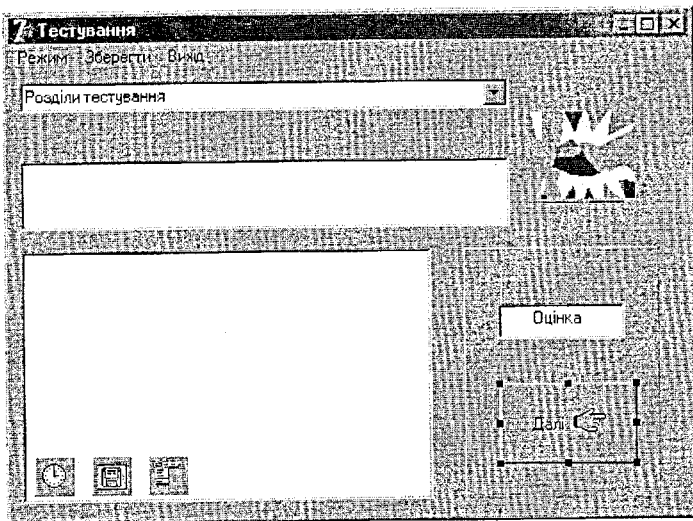 Тестування
Режим Зберегти Вихід
Розділи тестування
Оцінка
Далі